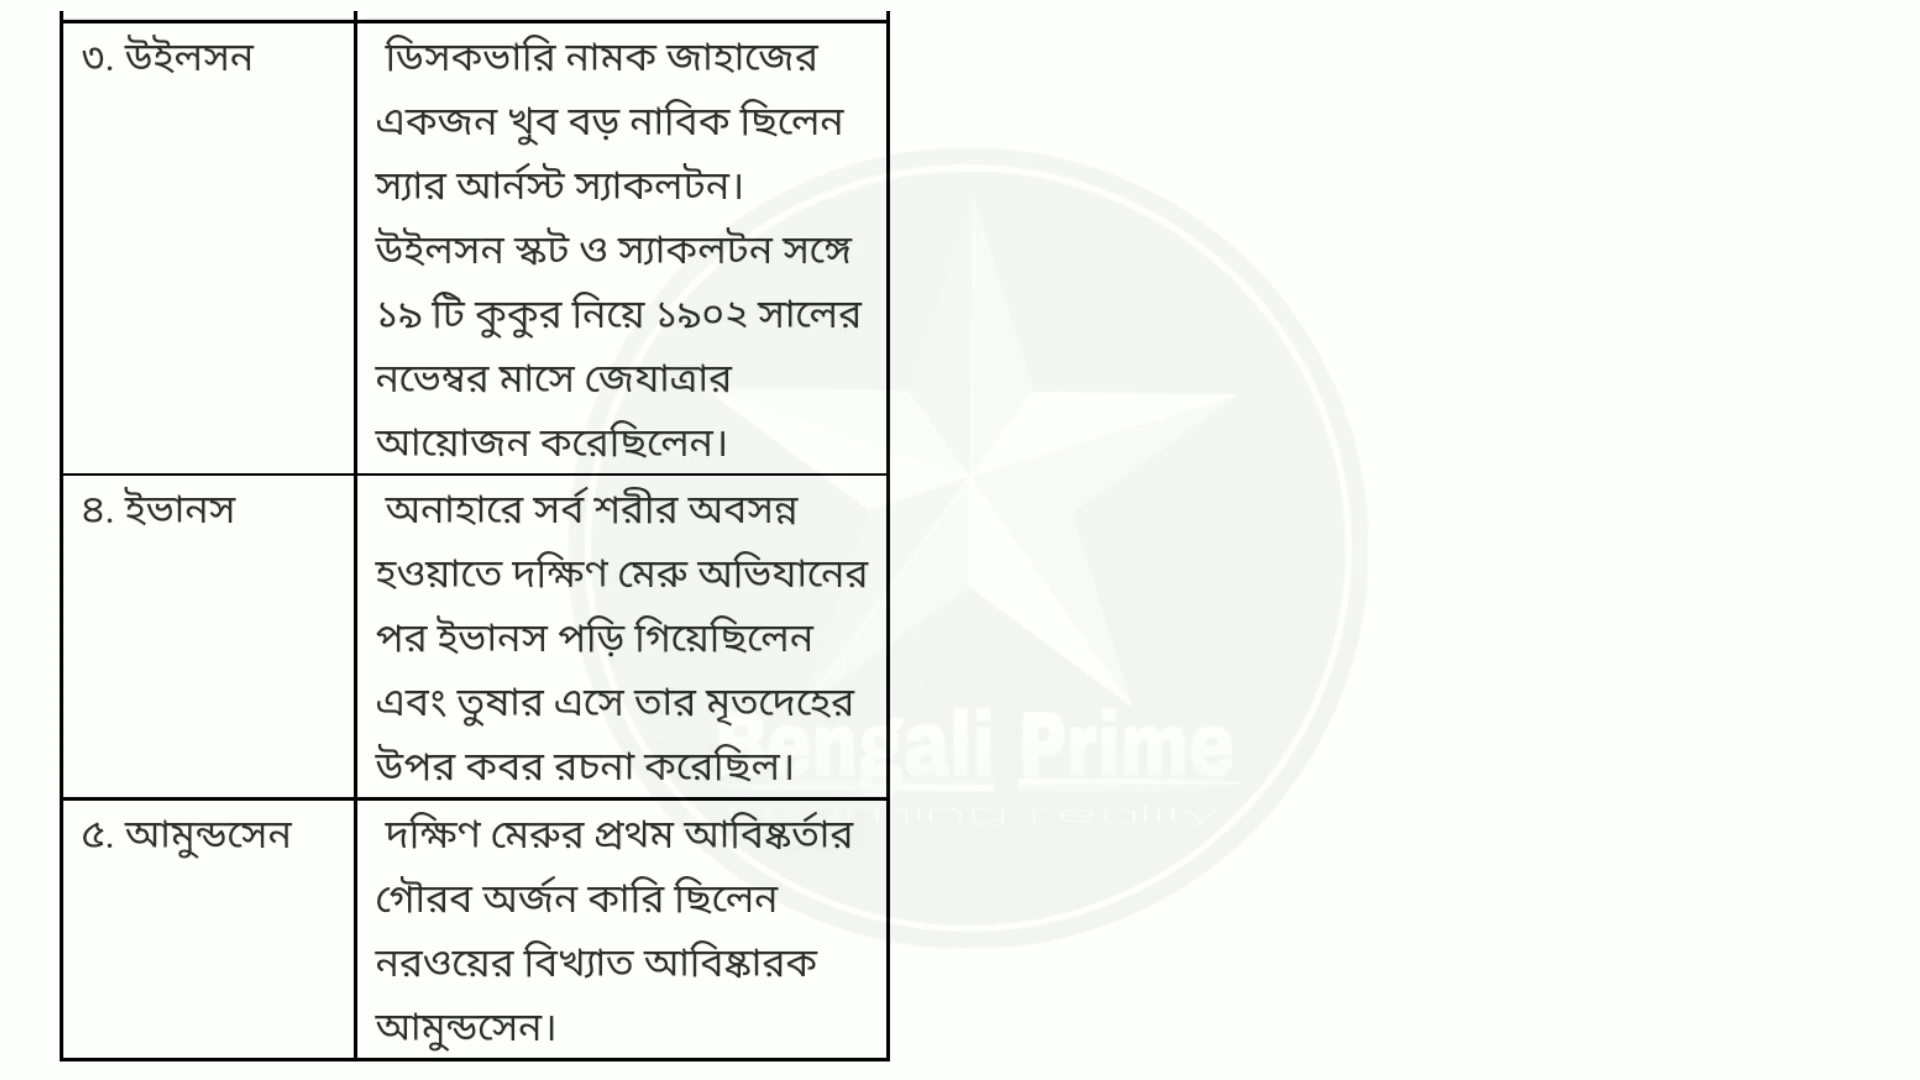 ৩. উইলসন
ডিসকভারি নামক জাহাজের
একজন খুব বড় নাবিক ছিলেন
স্যার আর্নস্ট স্যাকলটন।
উইলসন স্কট ও স্যাকলটন সঙ্গে
১৯ টি কুকুর নিয়ে ১৯০২ সালের
নভেম্বর মাসে জেযাত্রার
আয়োজন করেছিলেন।
৪. ইভানস
অনাহারে সর্ব শরীর অবসন্ন
হওয়াতে দক্ষিণ মেরু অভিযানের
পর ইভানস পড়ি গিয়েছিলেন
এবং তুষার এসে তার মৃতদেহের
উপর কবর রচনা করেছিল।
৫. আমুন্ডসেন
দক্ষিণ মেরুর প্রথম আবিষ্কর্তার
গৌরব অর্জন কারি ছিলেন
নরওয়ের বিখ্যাত আবিষ্কারক
আমুন্ডসেন।
Bengali Prime
reality